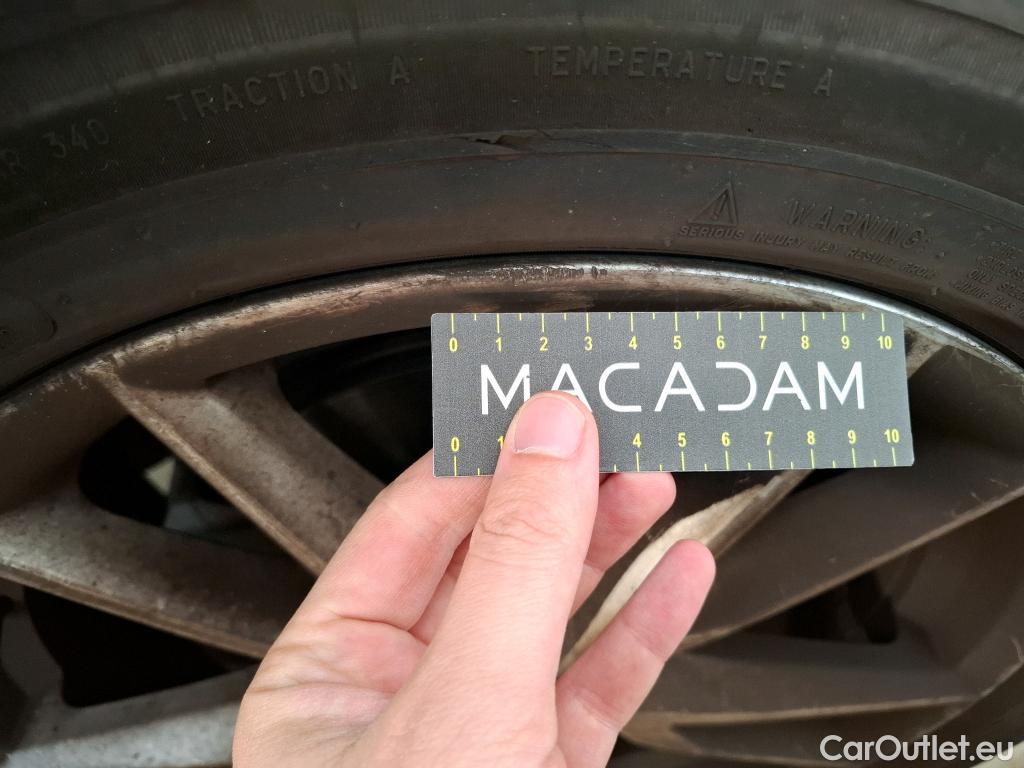 TEMPERATURE A
TRACTION A
R 340
WARNING
SERIOUS INJURY MAY RESULT FROM
0 1 2 3 4 5 6 7 8 9 10
MACADAM
0 1 4 5 6 7 8 9 10
CarOutlet.eu